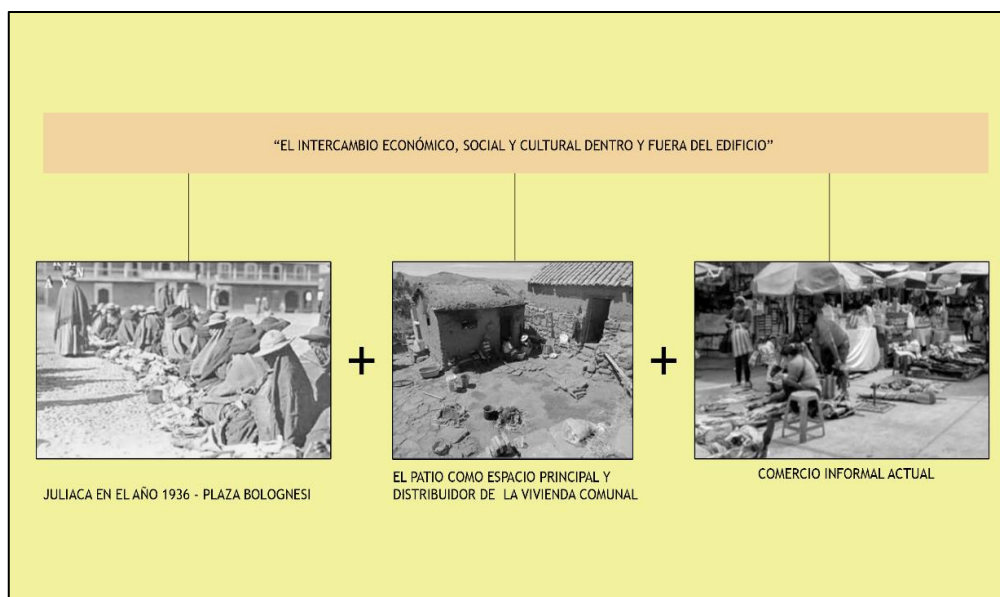 “EL INTERCAMBIO ECONÓMICO, SOCIAL Y CULTURAL DENTRO Y FUERA DEL EDIFICIO”
+
+
JULIACA EN EL AÑO 1936 - PLAZA BOLOGNESI
EL PATIO COMO ESPACIO PRINCIPAL Y
DISTRIBUIDOR DE LA VIVIENDA COMUNAL
COMERCIO INFORMAL ACTUAL